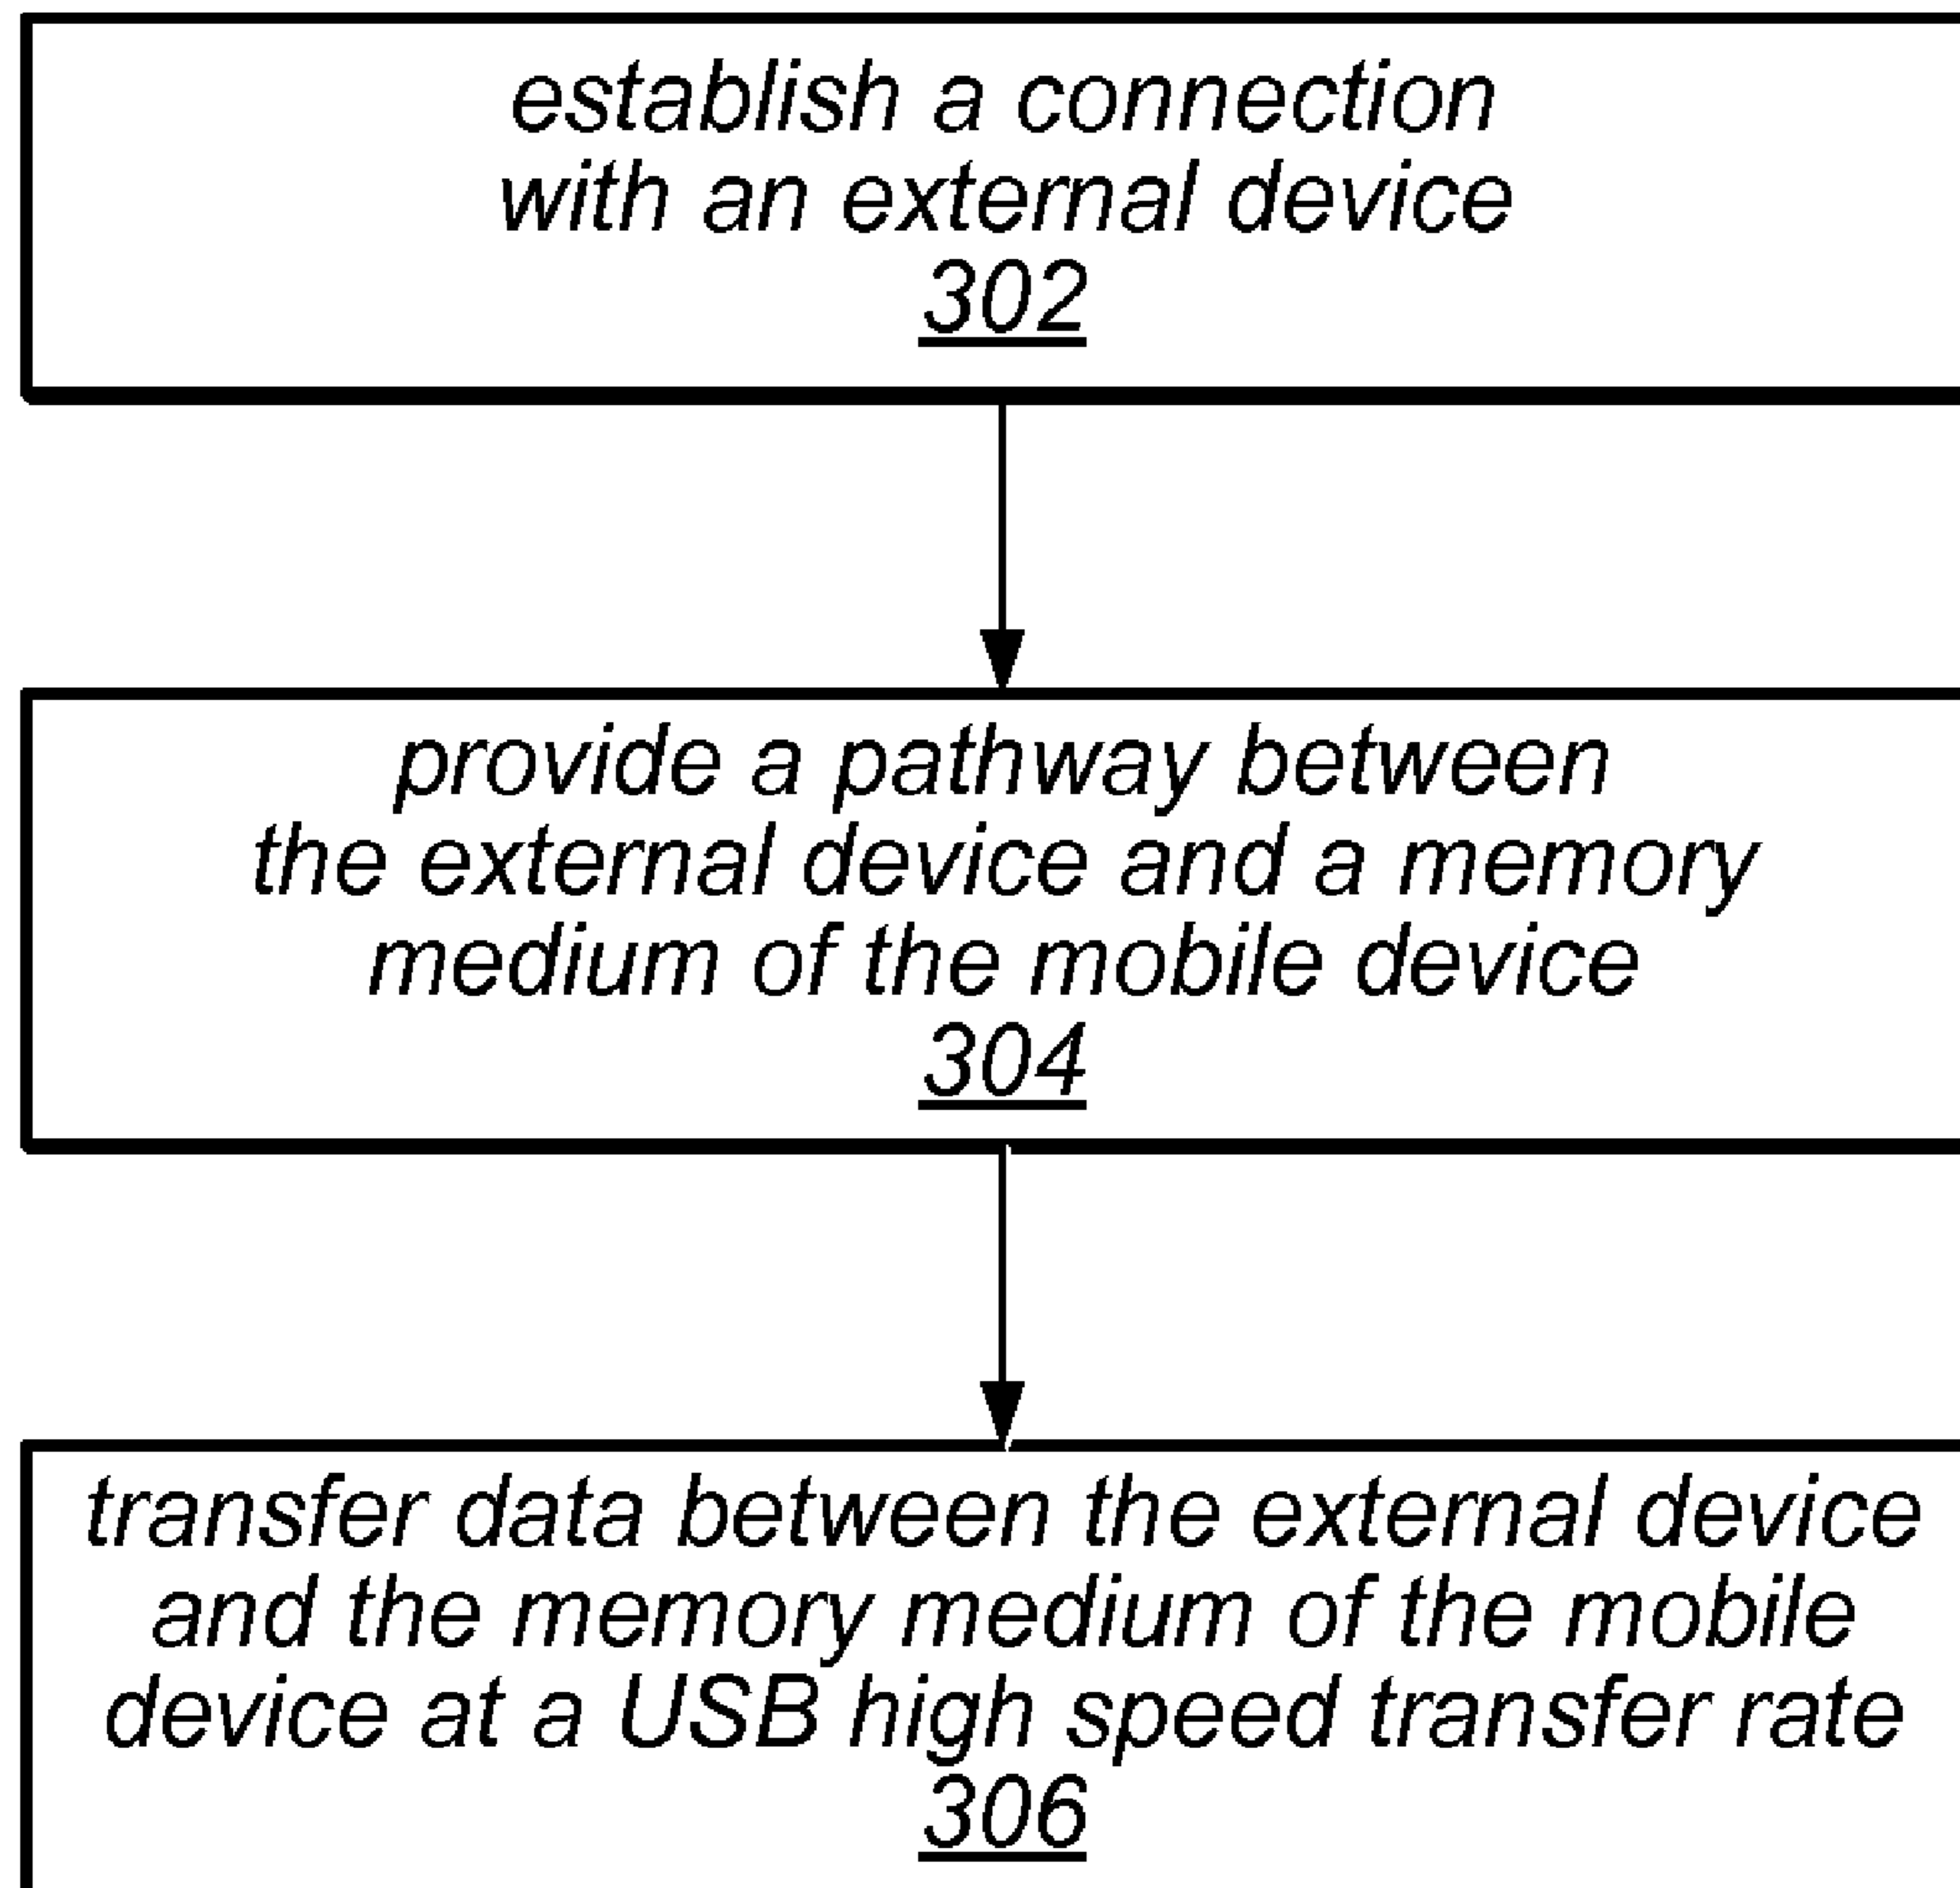 establish a connection
with an external device
302
provide a pathway between
the external device and a memory
medium of the mobile device
304
transfer data between the external device
and the memory medium of the mobile
device at a USB high speed transfer rate
306